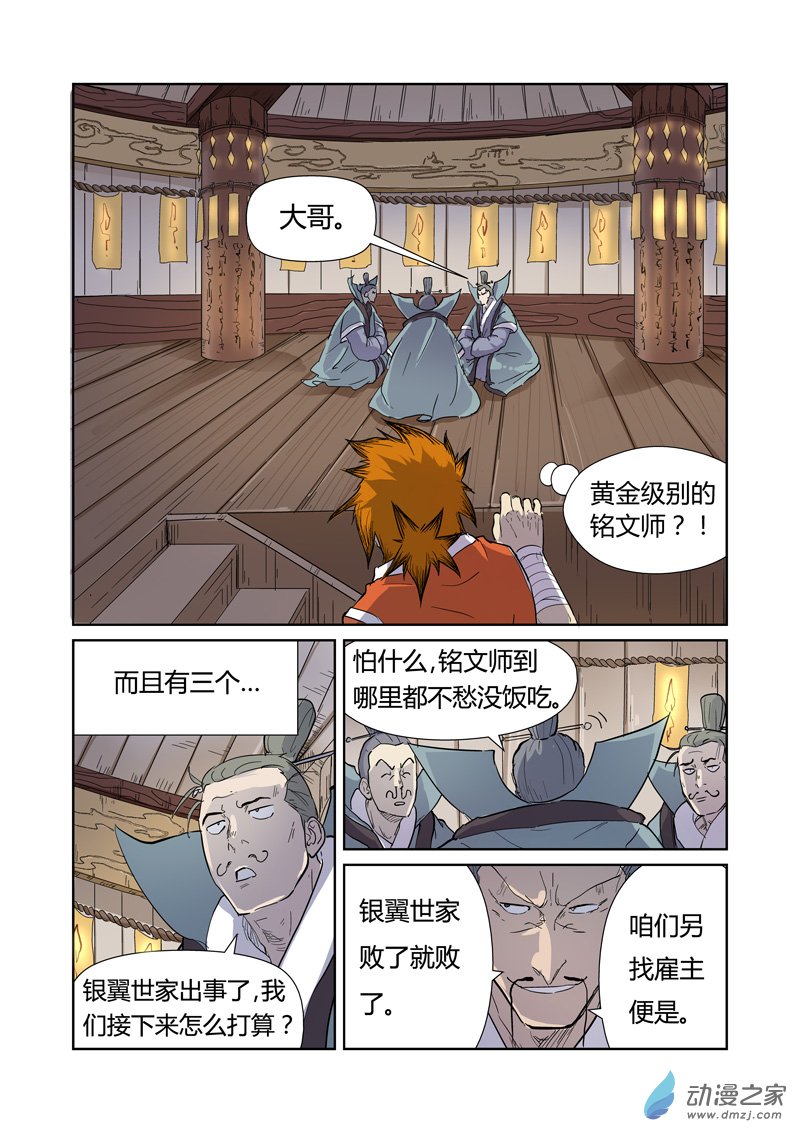 大哥。
黄金级别的
铭文师？！
而且有三个…
银翼世家出事了，我
们接下来怎么打算？
怕什么，铭文师到
哪里都不愁没饭吃。
银翼世家
败了就败
了。
咱们另
找雇主
便是。
动漫之家
www.dmzj.com